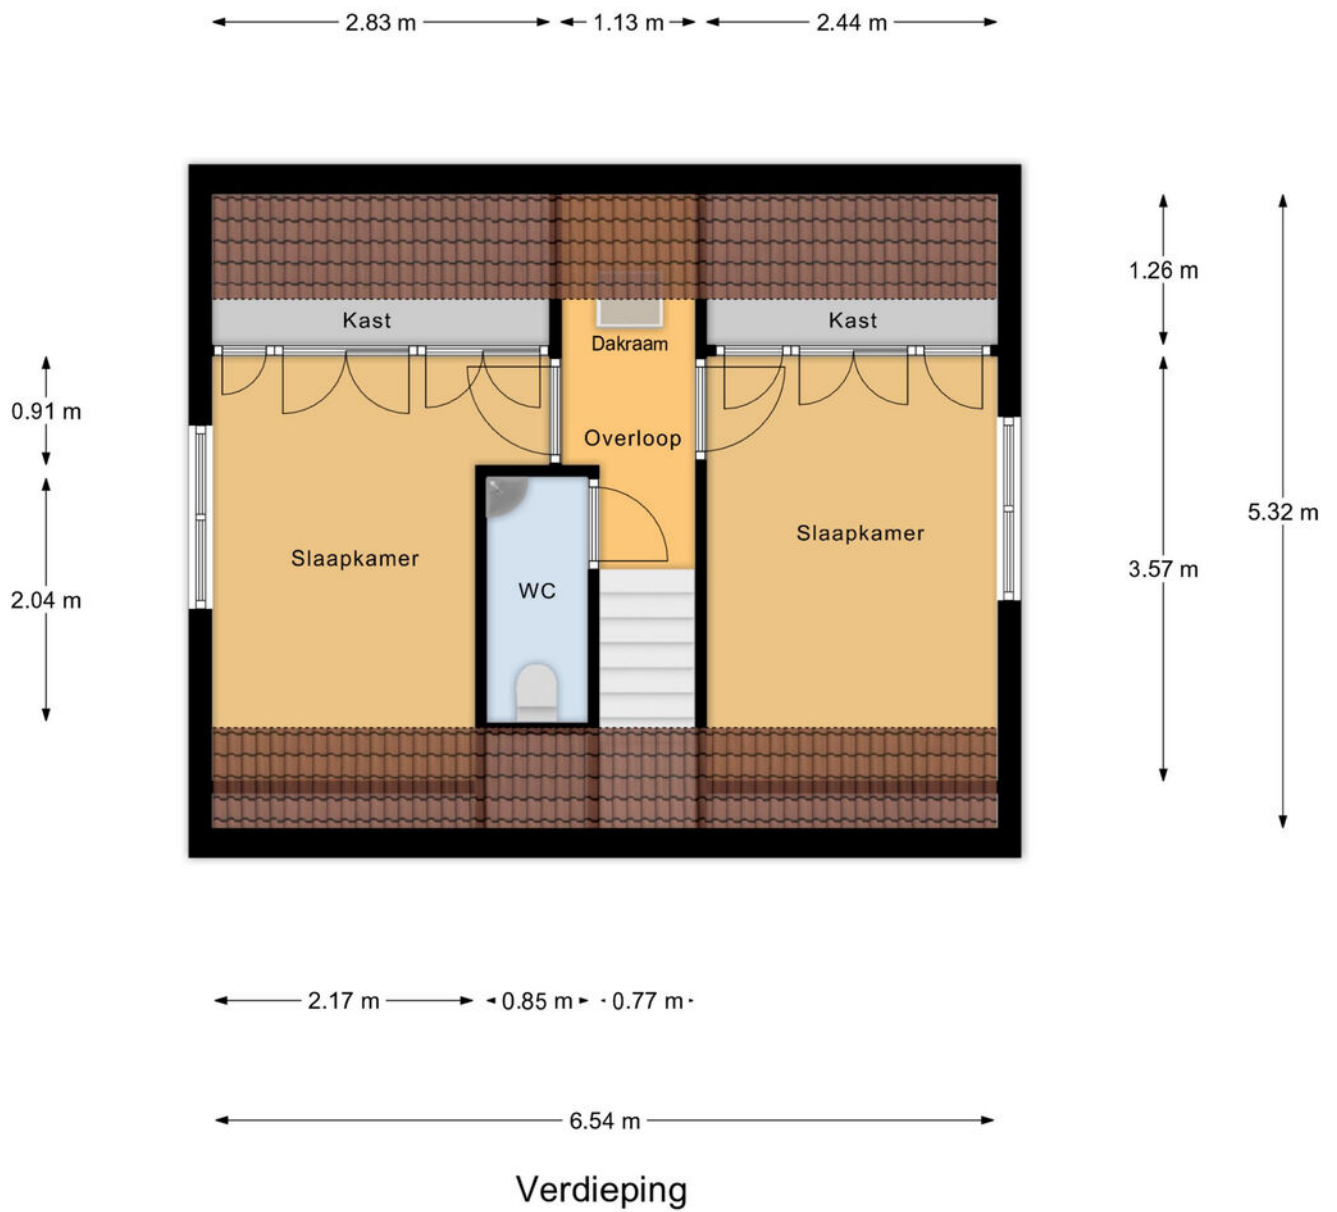 2.83 m 1.13 m 2.44 m
1.26 m
Kast Kast
Dakraam
0.91 m
Overloop
5.32 m
Slaapkamer
Slaapkamer
3.57 m
WC
2.04 m
2.17 m 0.85 m 0.77 m
6.54 m
Verdieping